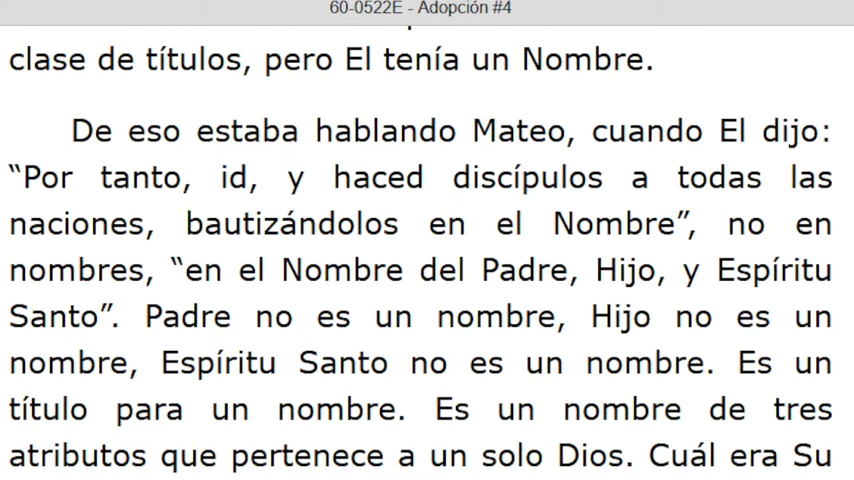 60-0522E - Adopción #4
clase de títulos, pero El tenía un Nombre.
De eso estaba hablando Mateo, cuando El dijo:
“Por tanto, id, y haced discípulos a todas las
naciones, bautizándolos en el Nombre”, no en
nombres, “en el Nombre del Padre, Hijo, y Espíritu
Santo”. Padre no es un nombre, Hijo no es un
nombre, Espíritu Santo no es un nombre. Es un
título para un nombre. Es un nombre de tres
atributos que pertenece a un solo Dios. Cuál era Su